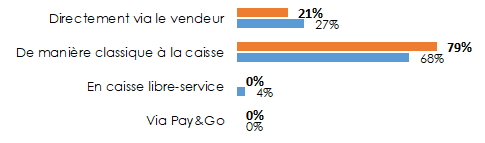 Directement via le vendeur 21%
27%
De manière classique à la caisse 79%
68%
En caisse libre-service 0%
4%
Via Pay&Go 0%
0%